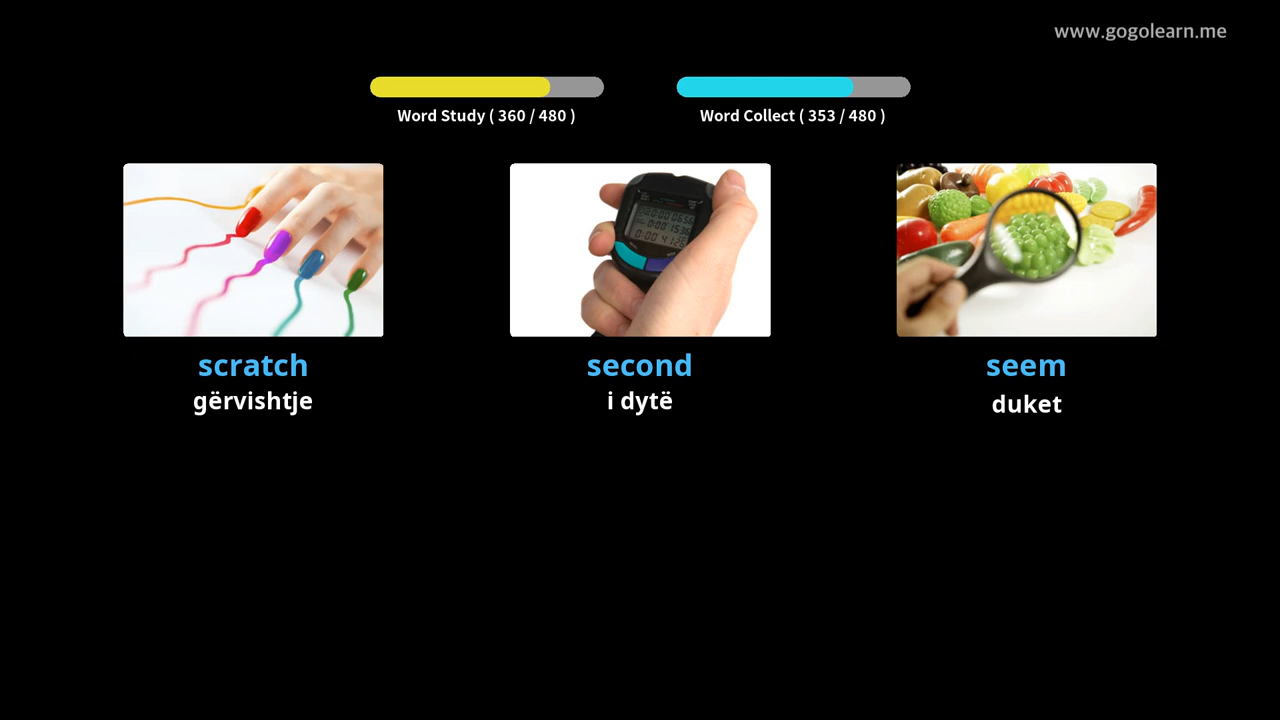 www.gogolearn.me
Word Study ( 360 / 480 )
Word Collect ( 353 / 480 )
scratch
gërvishtje
second
i dytë
seem
duket